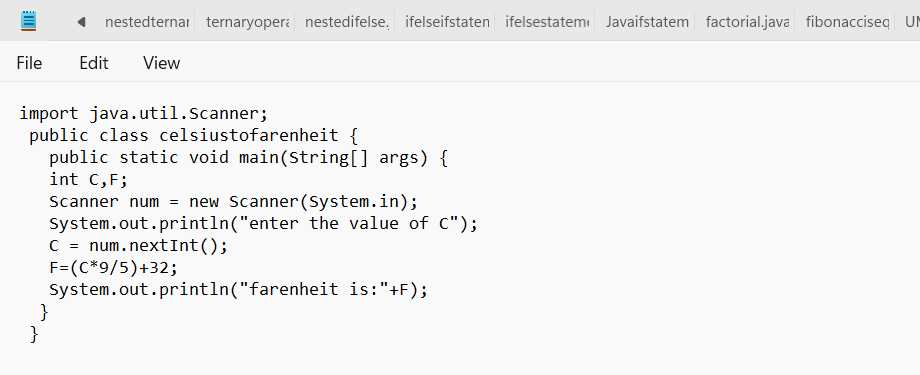 nestedternar ternaryopera nestedifelse. ifelseifstaten ifelsestateme Javaifstatem factorial.java fibonacciseq UM
File Edit View
import java.util.Scanner;
public class celsiustofarenheit {
public static void main(String[] args) {
int C,F;
Scanner num = new Scanner(System.in);
System.out.println("enter the value of C");
C = num.nextInt();
F=(C*9/5)+32;
System.out.println("farenheit is:"+F);
}
}